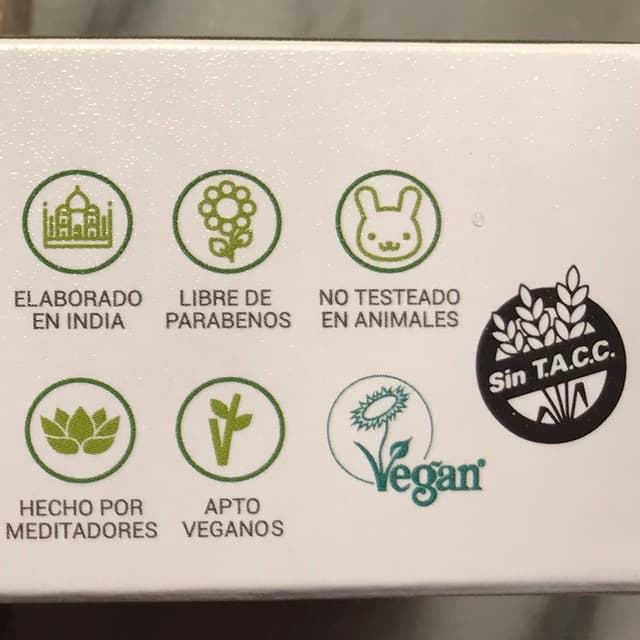 ELABORADO
EN INDIA
LIBRE DE
PARABENOS
NO TESTEADO
EN ANIMALES
Sin T.A.C.C.
HECHO POR
MEDITADORES
APTO
VEGANOS
Vegan